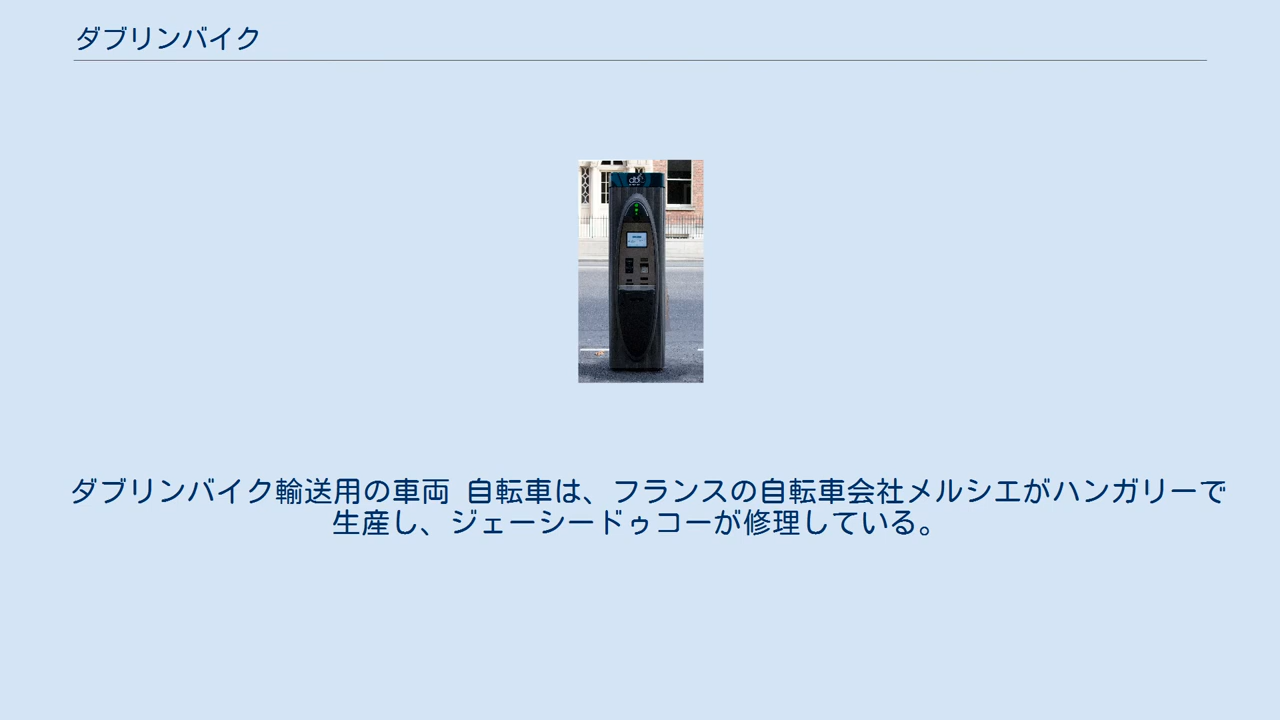 ダブリンバイク
ダブリンバイク輸送用の車両 自転車は、フランスの自転車会社メルシエがハンガリーで
生産し、ジェーシードゥコーが修理している。